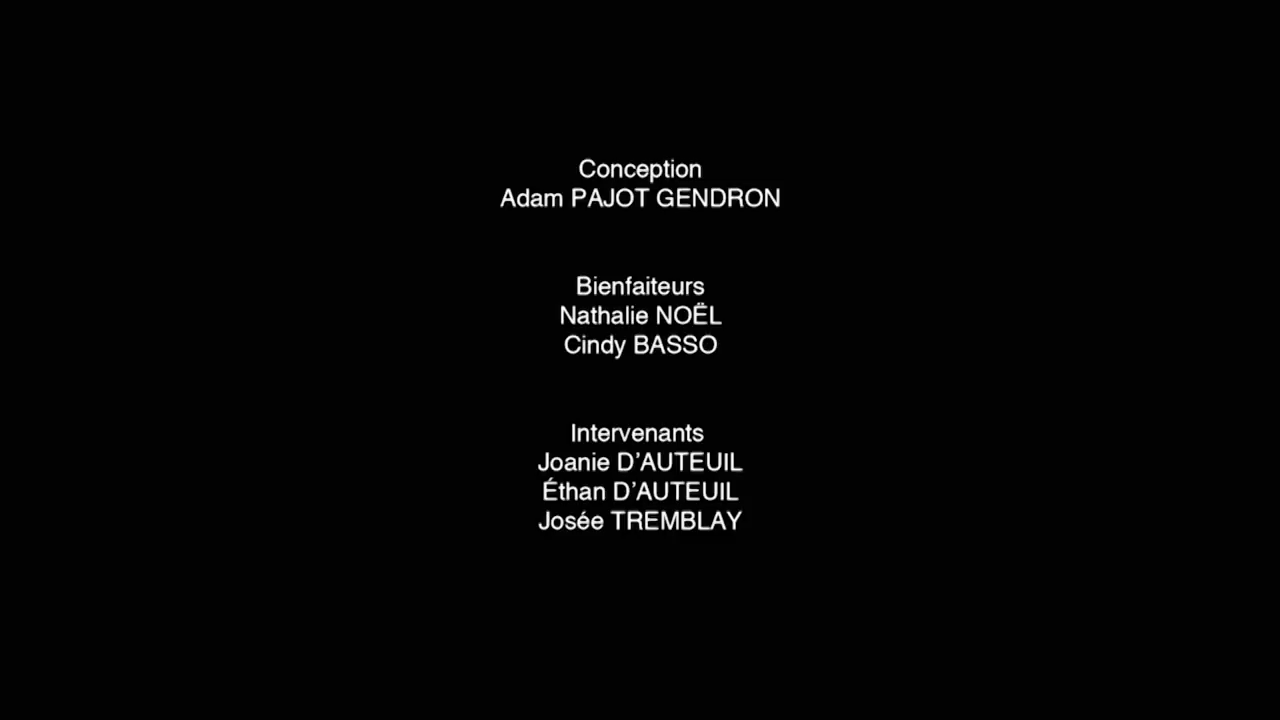 Conception
Adam PAJOT GENDRON
Bienfaiteurs
Nathalie NOËL
Cindy BASSO
Intervenants
Joanie D’AUTEUIL
Éthan D’AUTEUIL
Josée TREMBLAY